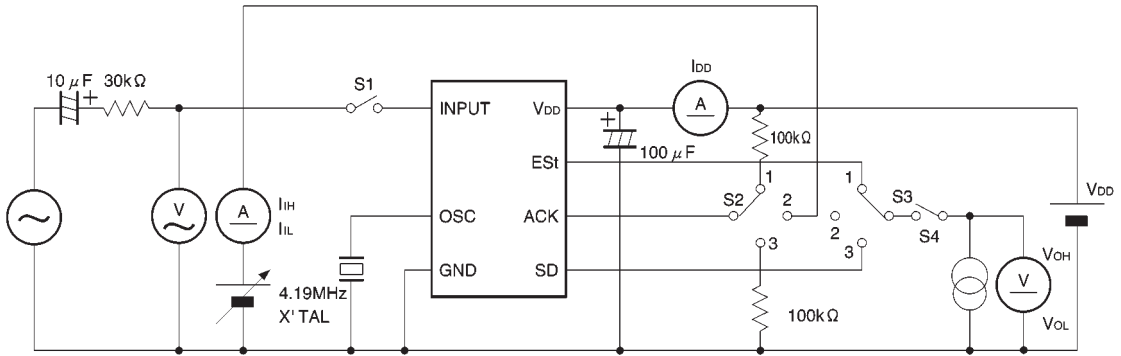 10 μF 30kΩ
+
S1
INPUT
VDD
ESt
OSC
ACK
GND
SD
IDD
A
+
100 μF
100kΩ
1
S2
2
3
100kΩ
1
2
3
S3
S4
VDD
VOH
V
VOL
V
A
IIH
IIL
4.19MHz
X' TAL